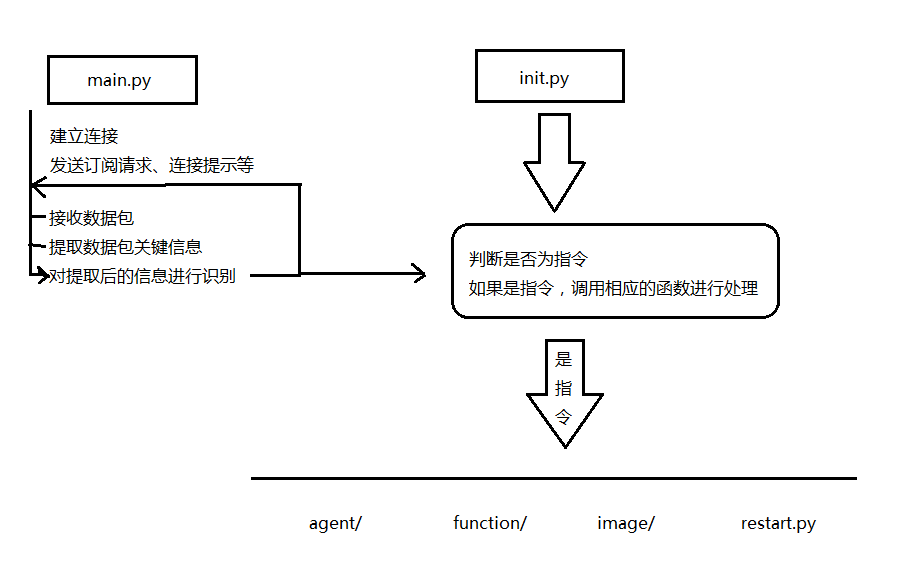 main.py
建立连接
发送订阅请求、连接提示等
接收数据包
提取数据包关键信息
对提取后的信息进行识别
init.py
判断是否为指令
如果是指令，调用相应的函数进行处理
是
指
令
agent/
function/
image/
restart.py